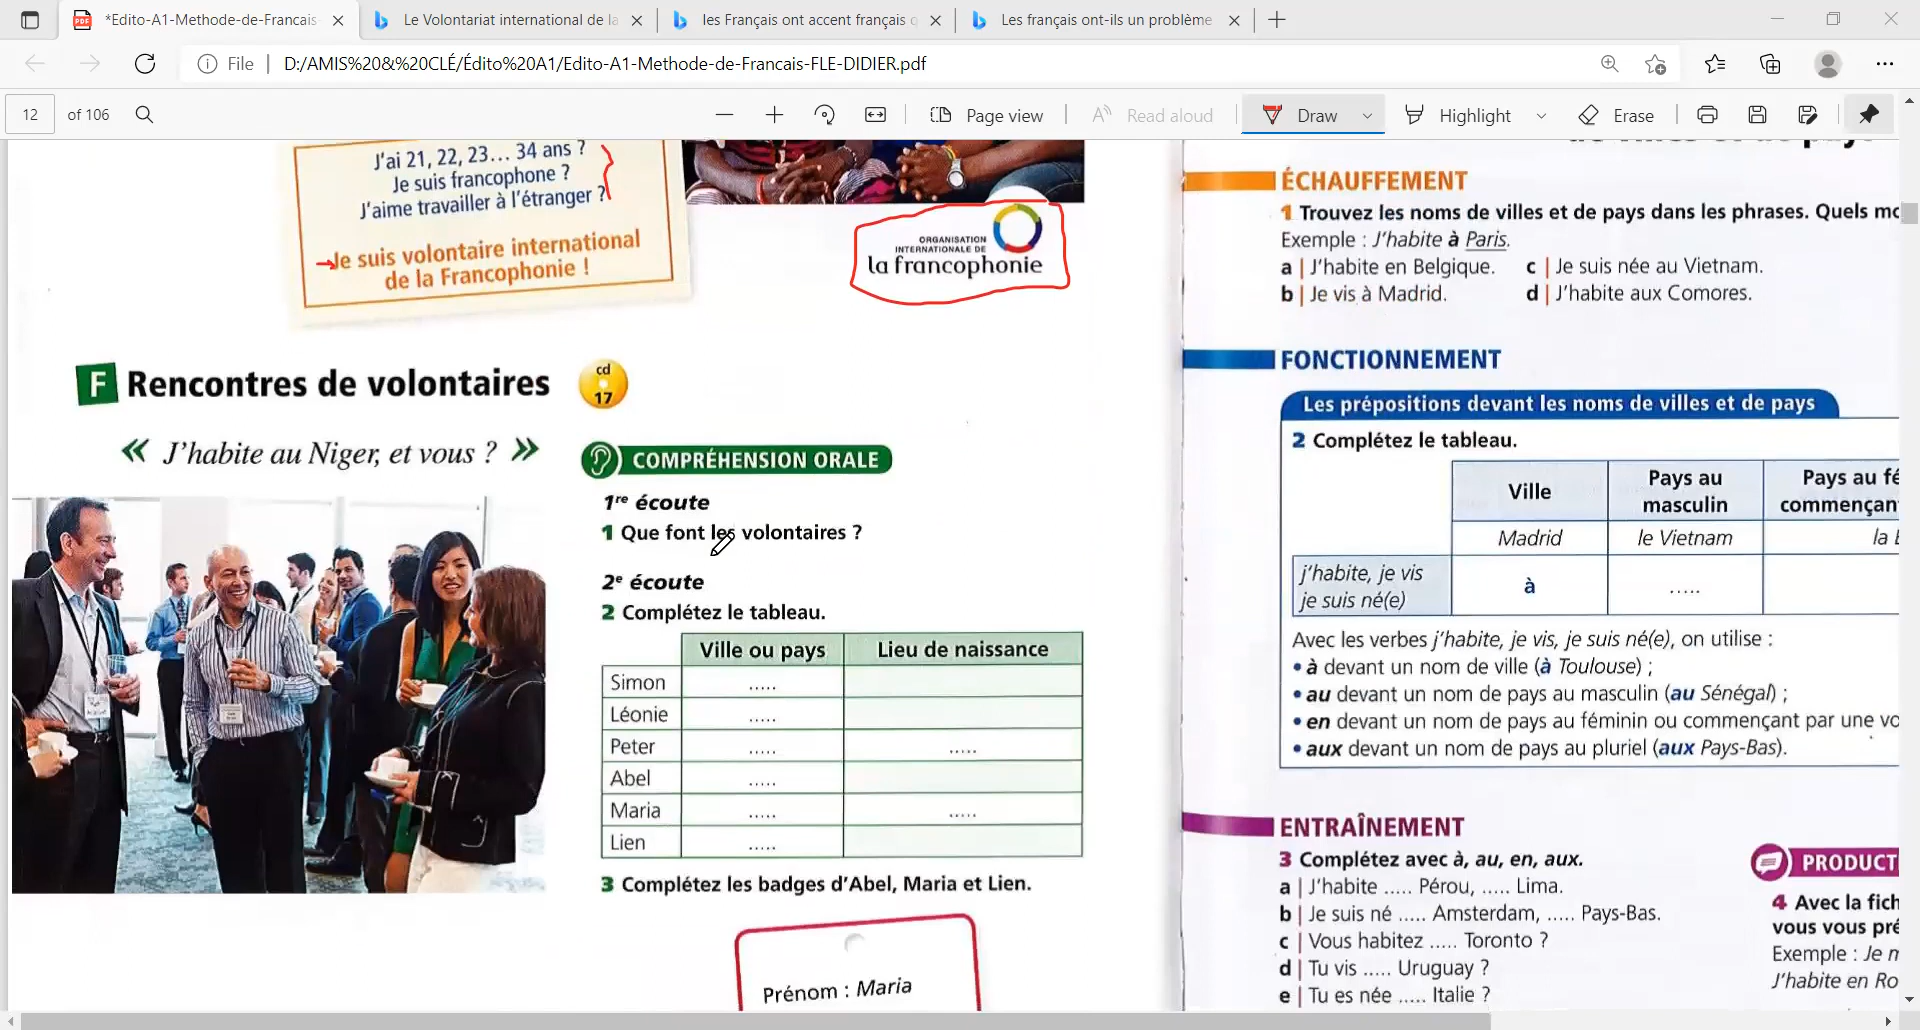 *Edito-A1-Methode-de-Francais-
Le Volontariat international de la
les Français ont accent français q
Les français ont-ils un problème
File
D:/AMIS%20&%20CLÉ/Édito%20A1/Edito-A1-Methode-de-Francais-FLE-DIDIER.pdf
12 of 106
Page view
Read aloud
Draw
Highlight
Erase
J'ai 21, 22, 23... 34 ans ?
Je suis francophone ?
J'aime travailler à l'étranger ?
Je suis volontaire international
de la Francophonie !
ORGANISATION
INTERNATIONALE DE
la francophonie
F Rencontres de volontaires
cd
17
« J'habite au Niger, et vous ? »
COMPRÉHENSION ORALE
1re écoute
1 Que font les volontaires ?
2e écoute
2 Complétez le tableau.
Ville ou pays Lieu de naissance
Simon .....
Léonie .....
Peter ..... .....
Abel .....
Maria ..... .....
Lien .....
3 Complétez les badges d'Abel, Maria et Lien.
Prénom : Maria
ÉCHAUFFEMENT
1 Trouvez les noms de villes et de pays dans les phrases. Quels mo
Exemple : J'habite à Paris.
a | J'habite en Belgique. c | Je suis née au Vietnam.
b | Je vis à Madrid. d | J'habite aux Comores.
FONCTIONNEMENT
Les prépositions devant les noms de villes et de pays
2 Complétez le tableau.
Ville
Pays au
masculin
Pays au fé
commençan
Madrid le Vietnam la
j'habite, je vis
je suis né(e)
à .....
Avec les verbes j'habite, je vis, je suis né(e), on utilise :
• à devant un nom de ville (à Toulouse) ;
• au devant un nom de pays au masculin (au Sénégal) ;
• en devant un nom de pays au féminin ou commençant par une vo
• aux devant un nom de pays au pluriel (aux Pays-Bas).
ENTRAÎNEMENT
3 Complétez avec à, au, en, aux.
a | J'habite ..... Pérou, ..... Lima.
b | Je suis né ..... Amsterdam, ..... Pays-Bas.
c | Vous habitez ..... Toronto ?
d | Tu vis ..... Uruguay ?
e | Tu es née ..... Italie ?
PRODUCT
4 Avec la fich
vous vous pré
Exemple : Je m
J'habite en Ro